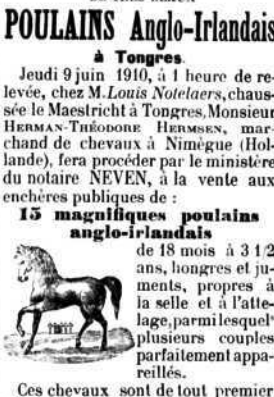 POULAINS Anglo-Irlandais
à Tongres.
Jeudi 9 juin 1910, à 1 heure de re-
levée, chez M. Louis Notelaers, chaus-
sée le Maestricht à Tongres, Monsieur
HERMAN-THÉODORE HERMSEN, mar-
chand de chevaux à Nimègue (Hol-
lande), fera procéder par le ministère
du notaire NEVEN, à la vente aux
enchères publiques de :
15 magnifiques poulains
anglo-irlandais
de 18 mois à 3 1/2
ans, hongres et ju-
ments, propres à
la selle et à l'atte-
lage, parmi lesquels
plusieurs couples
parfaitement appa-
reillés.
Ces chevaux sont de tout premier